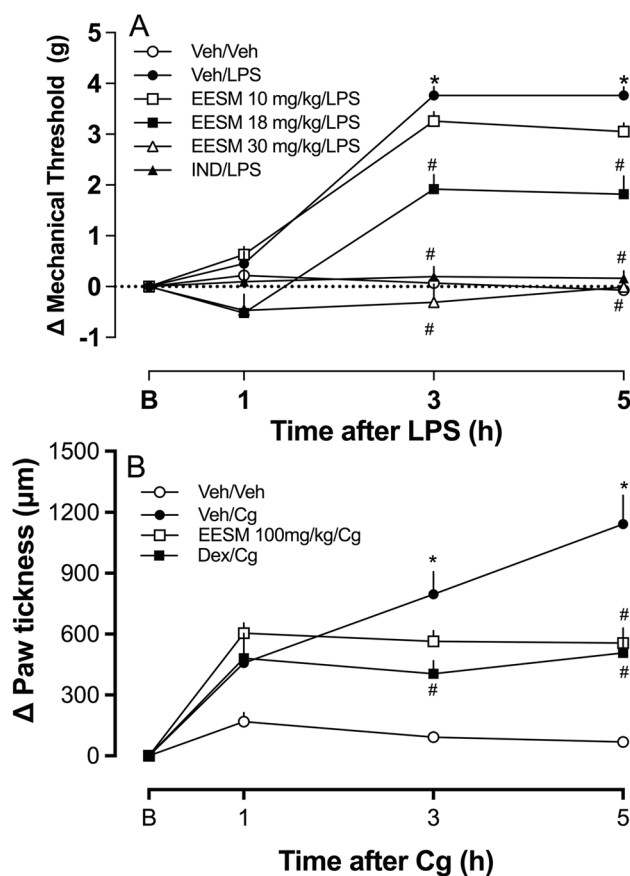 A
Δ Mechanical Threshold (g)
5
4
3
2
1
0
-1
Veh/Veh
Veh/LPS
EESM 10 mg/kg/LPS
EESM 18 mg/kg/LPS
EESM 30 mg/kg/LPS
IND/LPS
* *
# #
# #
# #
B 1 3 5
Time after LPS (h)
B
Δ Paw tickness (µm)
1500
1200
900
600
300
0
Veh/Veh
Veh/Cg
EESM 100mg/kg/Cg
Dex/Cg
*
*
#
# #
B 1 3 5
Time after Cg (h)